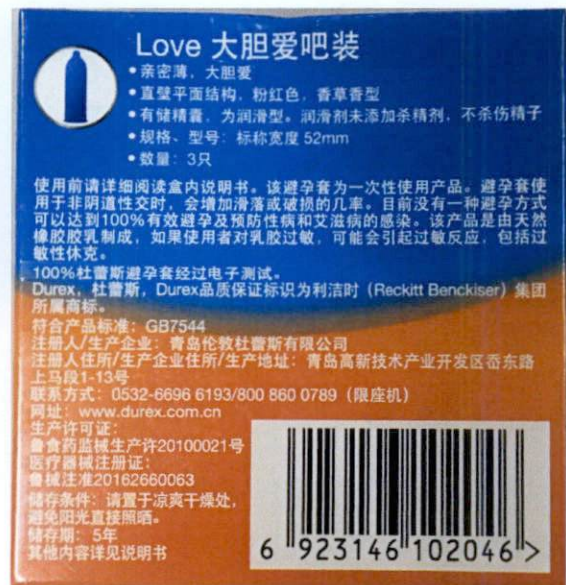 Love 大胆爱吧装
•亲密薄，大胆爱
•直壁平面结构，粉红色，香草香型
•有储精囊，为润滑型。润滑剂未添加杀精剂，不杀伤精子
•规格、型号：标称宽度 52mm
•数量：3只
使用前请详细阅读盒内说明书。该避孕套为一次性使用产品。避孕套使
用于非阴道性交时，会增加滑落或破损的几率。目前没有一种避孕方式
可以达到100%有效避孕及预防性病和艾滋病的感染。该产品是由天然
橡胶胶乳制成，如果使用者对乳胶过敏，可能会引起过敏反应，包括过
敏性休克。
100%杜蕾斯避孕套经过电子测试。
Durex，杜蕾斯，Durex品质保证标识为利洁时（Reckitt Benckiser）集团
所属商标。
符合产品标准：GB7544
注册人/生产企业：青岛伦敦杜蕾斯有限公司
注册人住所/生产企业住所/生产地址：青岛高新技术产业开发区岙东路
上马段1-13号
联系方式：0532-6696 6193/800 860 0789（限座机）
网址：www.durex.com.cn
生产许可证：
鲁食药监械生产许20100021号
医疗器械注册证：
鲁械注准20162660063
储存条件：请置于凉爽干燥处，
避免阳光直接照晒。
储存期：5年
其他内容详见说明书
6 923146 102046 >